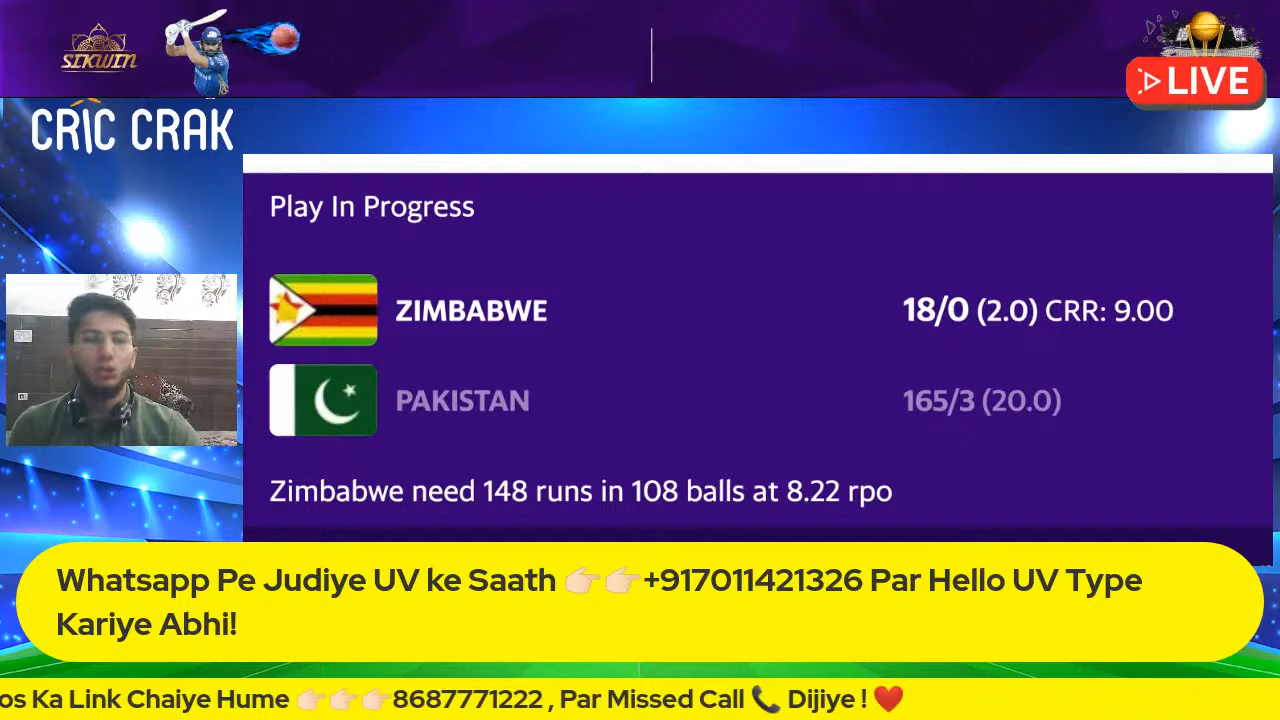 SIKWIN
LIVE
CRIC CRAK
Play In Progress
ZIMBABWE 18/0 (2.0) CRR: 9.00
PAKISTAN 165/3 (20.0)
Zimbabwe need 148 runs in 108 balls at 8.22 rpo
Whatsapp Pe Judiye UV ke Saath 👉🏻👉🏻+917011421326 Par Hello UV Type
Kariye Abhi!
os Ka Link Chaiye Hume 👉🏻👉🏻👉🏻8687771222 , Par Missed Call 📞 Dijiye ! ❤️